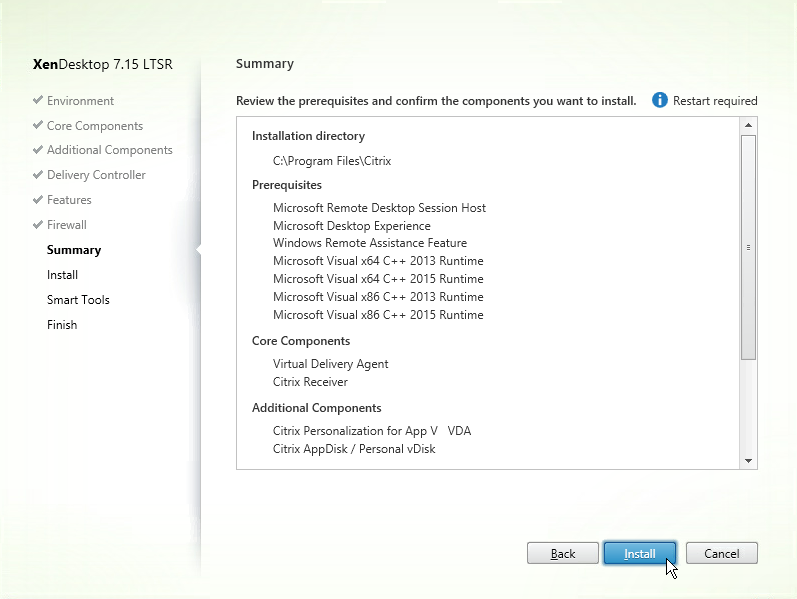 XenDesktop 7.15 LTSR
Environment
Core Components
Additional Components
Delivery Controller
Features
Firewall
Summary
Install
Smart Tools
Finish
Summary
Review the prerequisites and confirm the components you want to install.
Restart required
Installation directory
C:\Program Files\Citrix
Prerequisites
Microsoft Remote Desktop Session Host
Microsoft Desktop Experience
Windows Remote Assistance Feature
Microsoft Visual x64 C++ 2013 Runtime
Microsoft Visual x64 C++ 2015 Runtime
Microsoft Visual x86 C++ 2013 Runtime
Microsoft Visual x86 C++ 2015 Runtime
Core Components
Virtual Delivery Agent
Citrix Receiver
Additional Components
Citrix Personalization for App V   VDA
Citrix AppDisk / Personal vDisk
Back
Install
Cancel